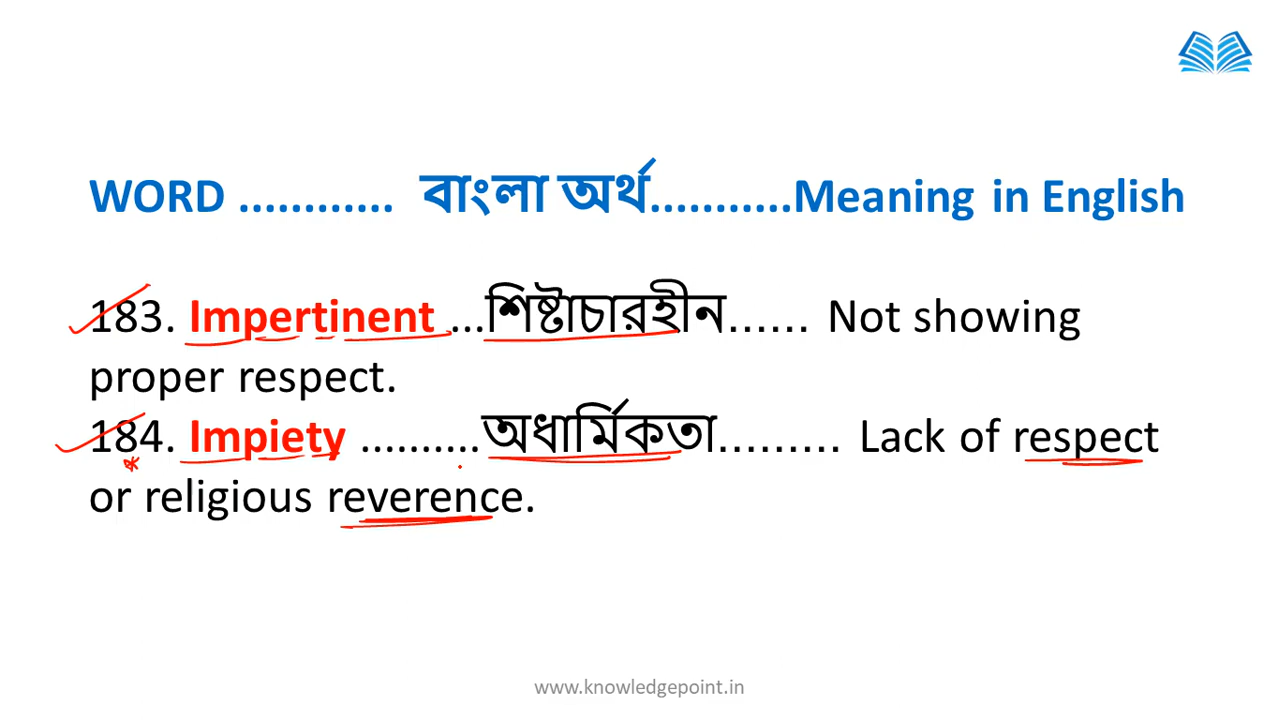 WORD ............ বাংলা অর্থ...........Meaning in English
183. Impertinent ...শিষ্টাচারহীন...... Not showing
proper respect.
184. Impiety ..........অধার্মিকতা......... Lack of respect
or religious reverence.
www.knowledgepoint.in